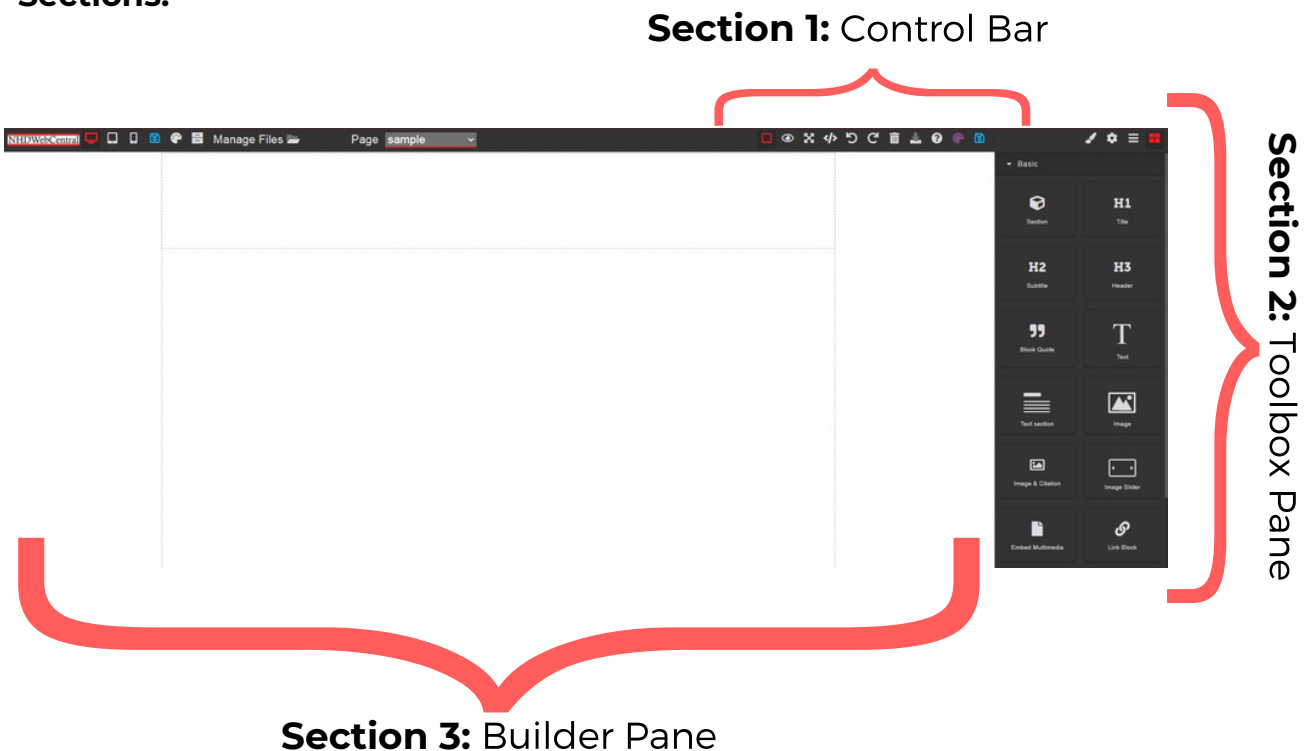 Sections:
Section 1: Control Bar
NHDWebCentral Manage Files Page sample
Basic
Section Title
H1
H2 H3
Subtitle Header
Block Quote Text
Text section Image
Image & Citation Image Slider
Embed Multimedia Link Block
Section 2: Toolbox Pane
Section 3: Builder Pane